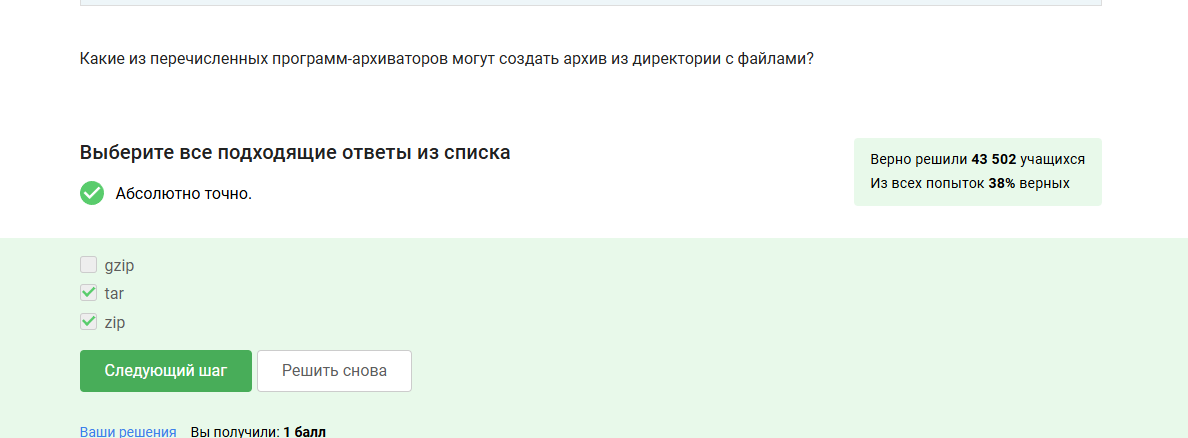 Какие из перечисленных программ-архиваторов могут создать архив из директории с файлами?
Выберите все подходящие ответы из списка
Абсолютно точно.
Верно решили 43 502 учащихся
Из всех попыток 38% верных
gzip
tar
zip
Следующий шаг
Решить снова
Ваши решения Вы получили: 1 балл